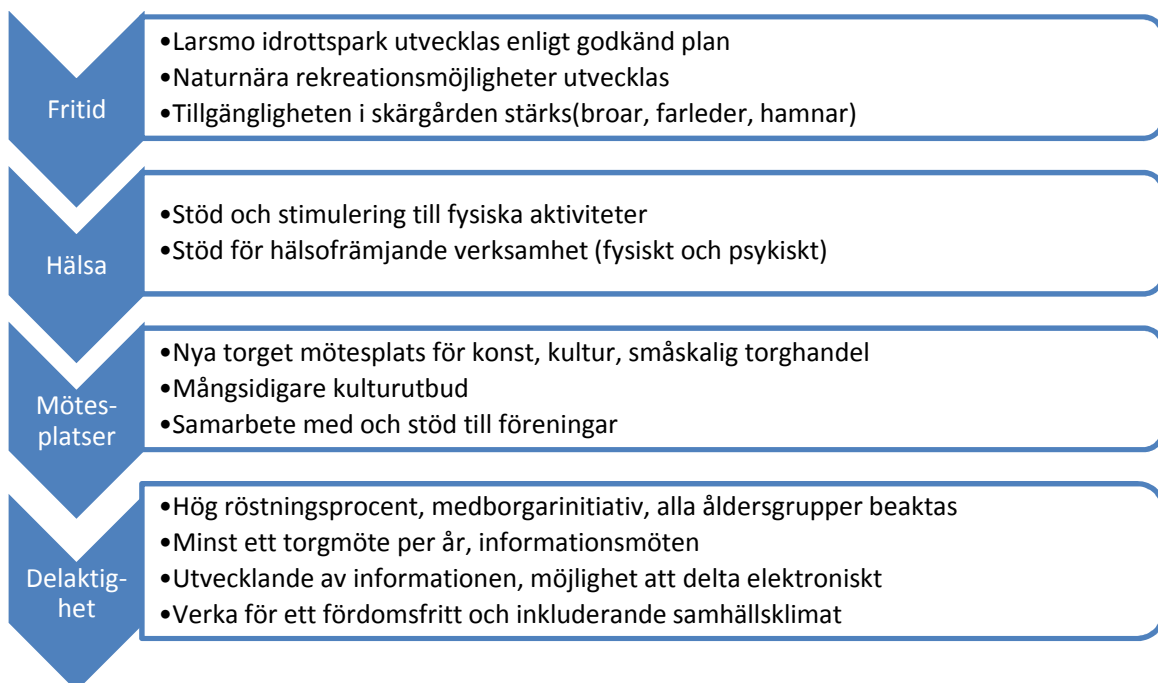 Fritid
•Larsmo idrottspark utvecklas enligt godkänd plan
•Naturnära rekreationsmöjligheter utvecklas
•Tillgängligheten i skärgården stärks(broar, farleder, hamnar)
Hälsa
•Stöd och stimulering till fysiska aktiviteter
•Stöd för hälsofrämjande verksamhet (fysiskt och psykiskt)
Mötes-
platser
•Nya torget mötesplats för konst, kultur, småskalig torghandel
•Mångsidigare kulturutbud
•Samarbete med och stöd till föreningar
Delaktig-
het
•Hög röstningsprocent, medborgarinitiativ, alla åldersgrupper beaktas
•Minst ett torgmöte per år, informationsmöten
•Utvecklande av informationen, möjlighet att delta elektroniskt
•Verka för ett fördomsfritt och inkluderande samhällsklimat